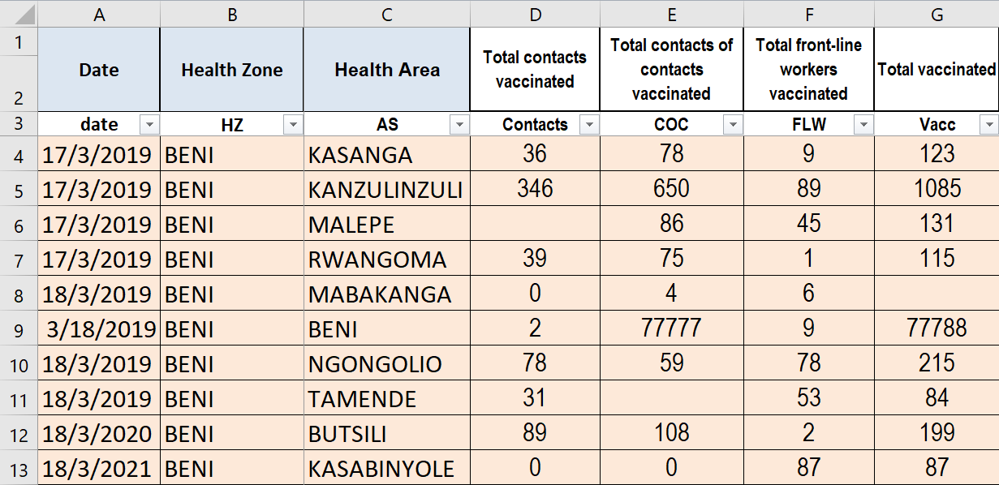 A B C D E F G
1 2 Date Health Zone Health Area Total contacts vaccinated Total contacts of contacts vaccinated Total front-line workers vaccinated Total vaccinated
3 date HZ AS Contacts COC FLW Vacc
4 17/3/2019 BENI KASANGA 36 78 9 123
5 17/3/2019 BENI KANZULINZULI 346 650 89 1085
6 17/3/2019 BENI MALEPE 86 45 131
7 17/3/2019 BENI RWANGOMA 39 75 1 115
8 18/3/2019 BENI MABAKANGA 0 4 6
9 3/18/2019 BENI BENI 2 77777 9 77788
10 18/3/2019 BENI NGONGOLIO 78 59 78 215
11 18/3/2019 BENI TAMENDE 31 53 84
12 18/3/2020 BENI BUTSILI 89 108 2 199
13 18/3/2021 BENI KASABINYOLE 0 0 87 87